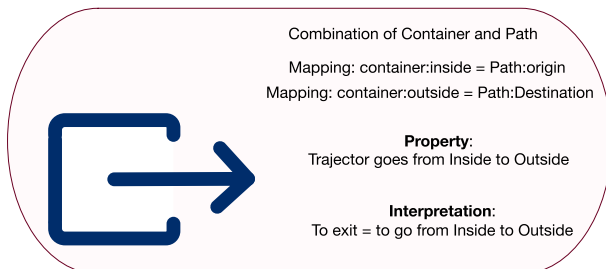 Combination of Container and Path
Mapping: container:inside = Path:origin
Mapping: container:outside = Path:Destination
Property:
Trajector goes from Inside to Outside
Interpretation:
To exit = to go from Inside to Outside